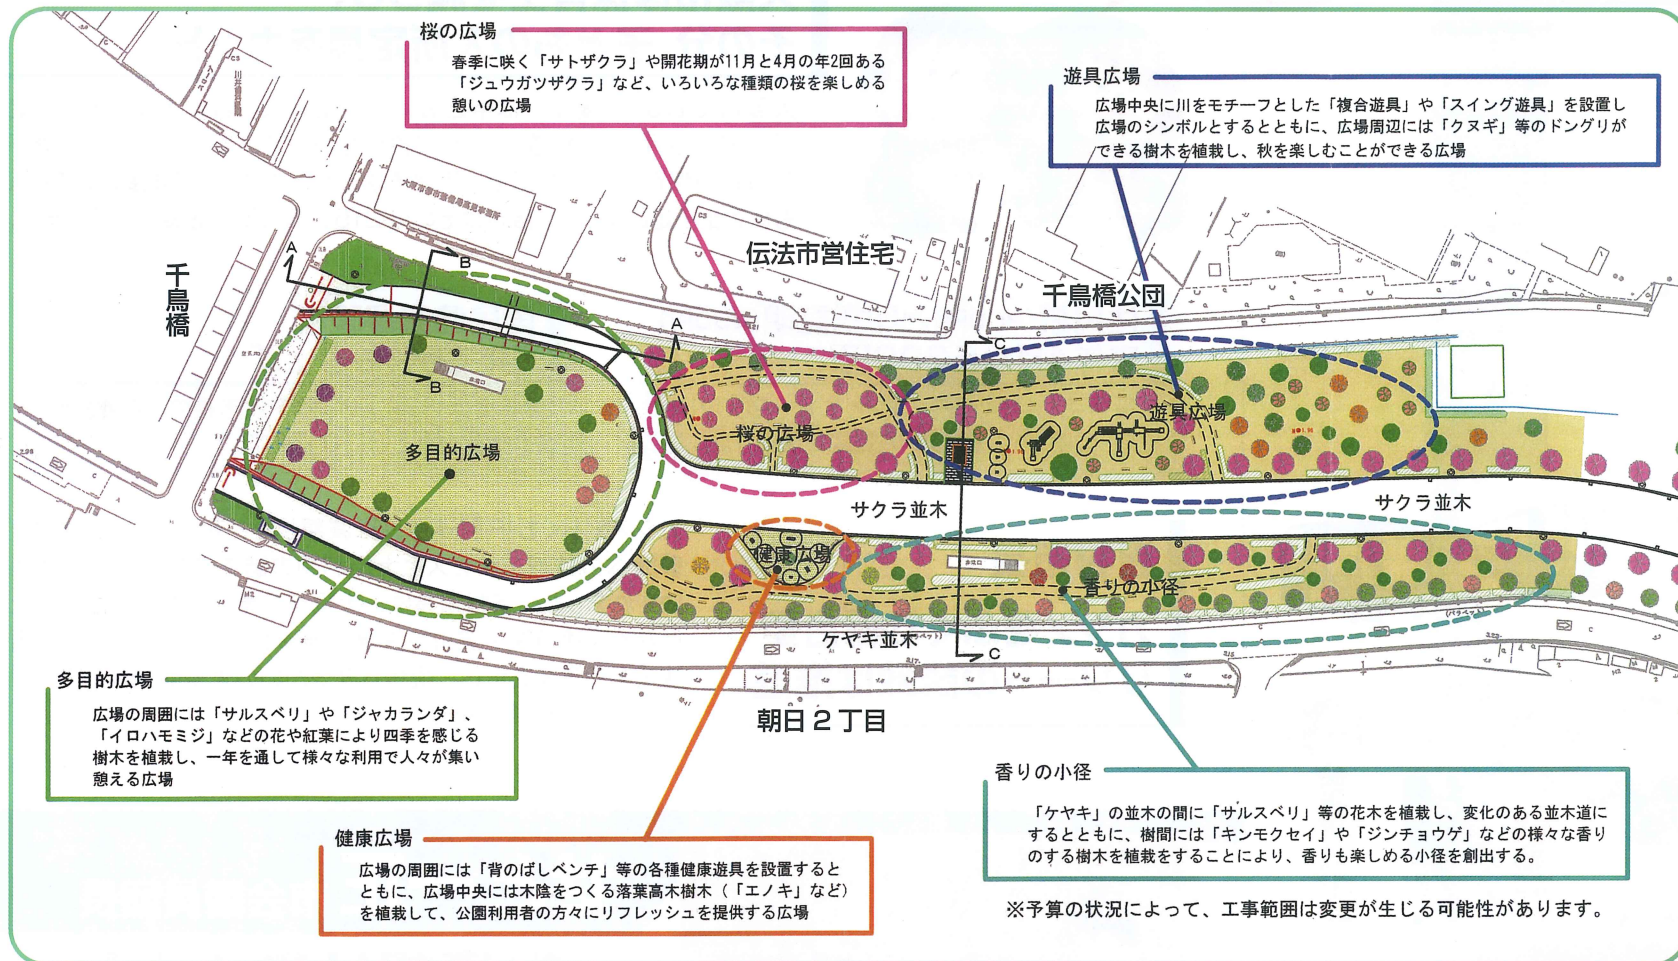 桜の広場
春季に咲く「サトザクラ」や開花期が11月と4月の年2回ある
「ジュウガツザクラ」など、いろいろな種類の桜を楽しめる
憩いの広場
遊具広場
広場中央に川をモチーフとした「複合遊具」や「スイング遊具」を設置し
広場のシンボルとするとともに、広場周辺には「クヌギ」等のドングリが
できる樹木を植栽し、秋を楽しむことができる広場
千鳥橋
伝法市営住宅
千鳥橋公団
A
B
A
B
C
多目的広場
桜の広場
遊具広場
サクラ並木
サクラ並木
健康広場
香りの小径
ケヤキ並木
C
朝日2丁目
多目的広場
広場の周囲には「サルスベリ」や「ジャカランダ」、
「イロハモミジ」などの花や紅葉により四季を感じる
樹木を植栽し、一年を通して様々な利用で人々が集い
憩える広場
健康広場
広場の周囲には「背のばしベンチ」等の各種健康遊具を設置すると
ともに、広場中央には木陰をつくる落葉高木樹木(「エノキ」など)
を植栽して、公園利用者の方々にリフレッシュを提供する広場
香りの小径
「ケヤキ」の並木の間に「サルスベリ」等の花木を植栽し、変化のある並木道に
するとともに、樹間には「キンモクセイ」や「ジンチョウゲ」などの様々な香り
のする樹木を植栽をすることにより、香りも楽しめる小径を創出する。
※予算の状況によって、工事範囲は変更が生じる可能性があります。